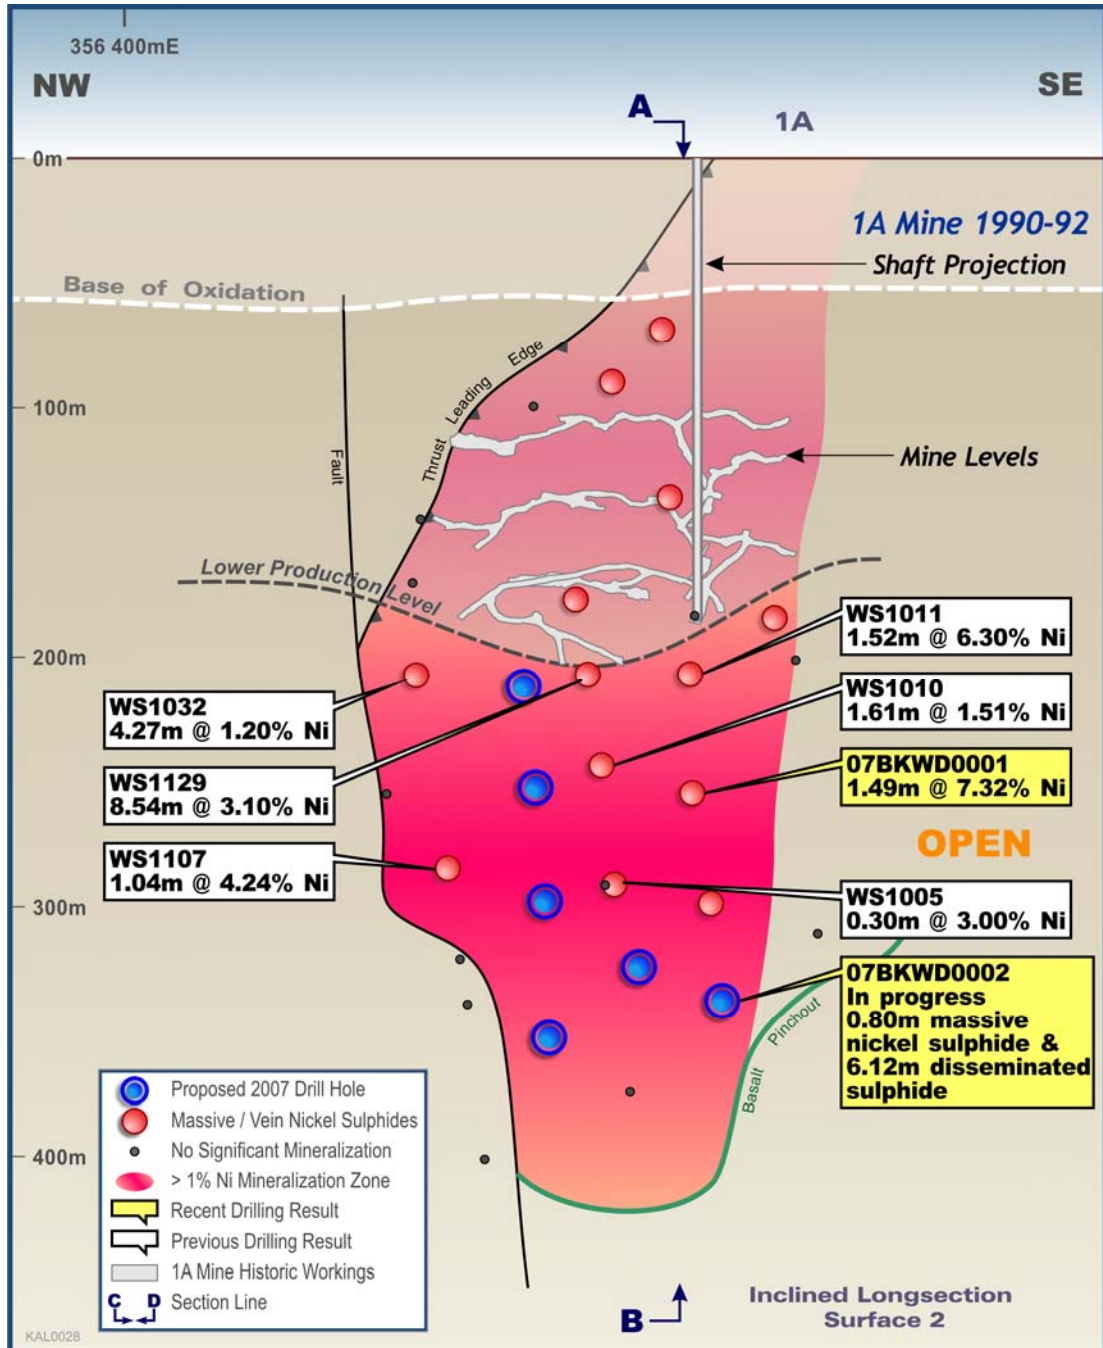 356 400mE
NW
SE
A
1A
0m
1A Mine 1990-92
Shaft Projection
Base of Oxidation
Thrust Leading Edge
100m
Fault
Mine Levels
Lower Production Level
WS1011
1.52m @ 6.30% Ni
200m
WS1032
4.27m @ 1.20% Ni
WS1010
1.61m @ 1.51% Ni
07BKWD0001
1.49m @ 7.32% Ni
WS1129
8.54m @ 3.10% Ni
OPEN
WS1107
1.04m @ 4.24% Ni
WS1005
0.30m @ 3.00% Ni
300m
07BKWD0002
In progress
0.80m massive
nickel sulphide &
6.12m disseminated
sulphide
Basalt Pinchout
Proposed 2007 Drill Hole
Massive / Vein Nickel Sulphides
No Significant Mineralization
400m
> 1% Ni Mineralization Zone
Recent Drilling Result
Previous Drilling Result
1A Mine Historic Workings
C D Section Line
B
Inclined Longsection
Surface 2
KAL0028